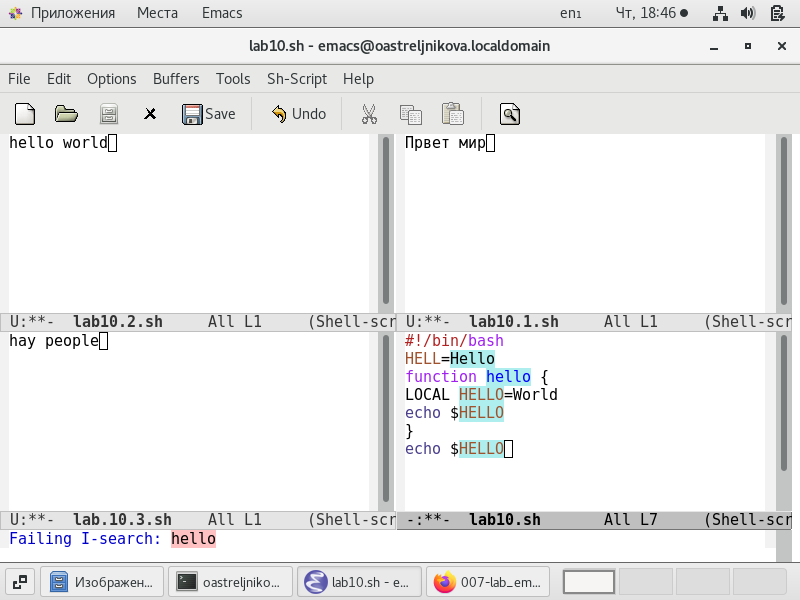 Приложения Места Emacs en₁ Чт, 18:46
lab10.sh - emacs@oastreljnikova.localdomain
File Edit Options Buffers Tools Sh-Script Help
Save Undo
hello world
Првет мир
U:**- lab10.2.sh All L1 (Shell-scr
U:**- lab10.1.sh All L1 (Shell-scr
hay people
#!/bin/bash
HELL=Hello
function hello {
LOCAL HELLO=World
echo $HELLO
}
echo $HELLO
U:**- lab.10.3.sh All L1 (Shell-scr
-:**- lab10.sh All L7 (Shell-scr
Failing I-search: hello
Изображен... oastreljniko... lab10.sh - e... 007-lab_em...